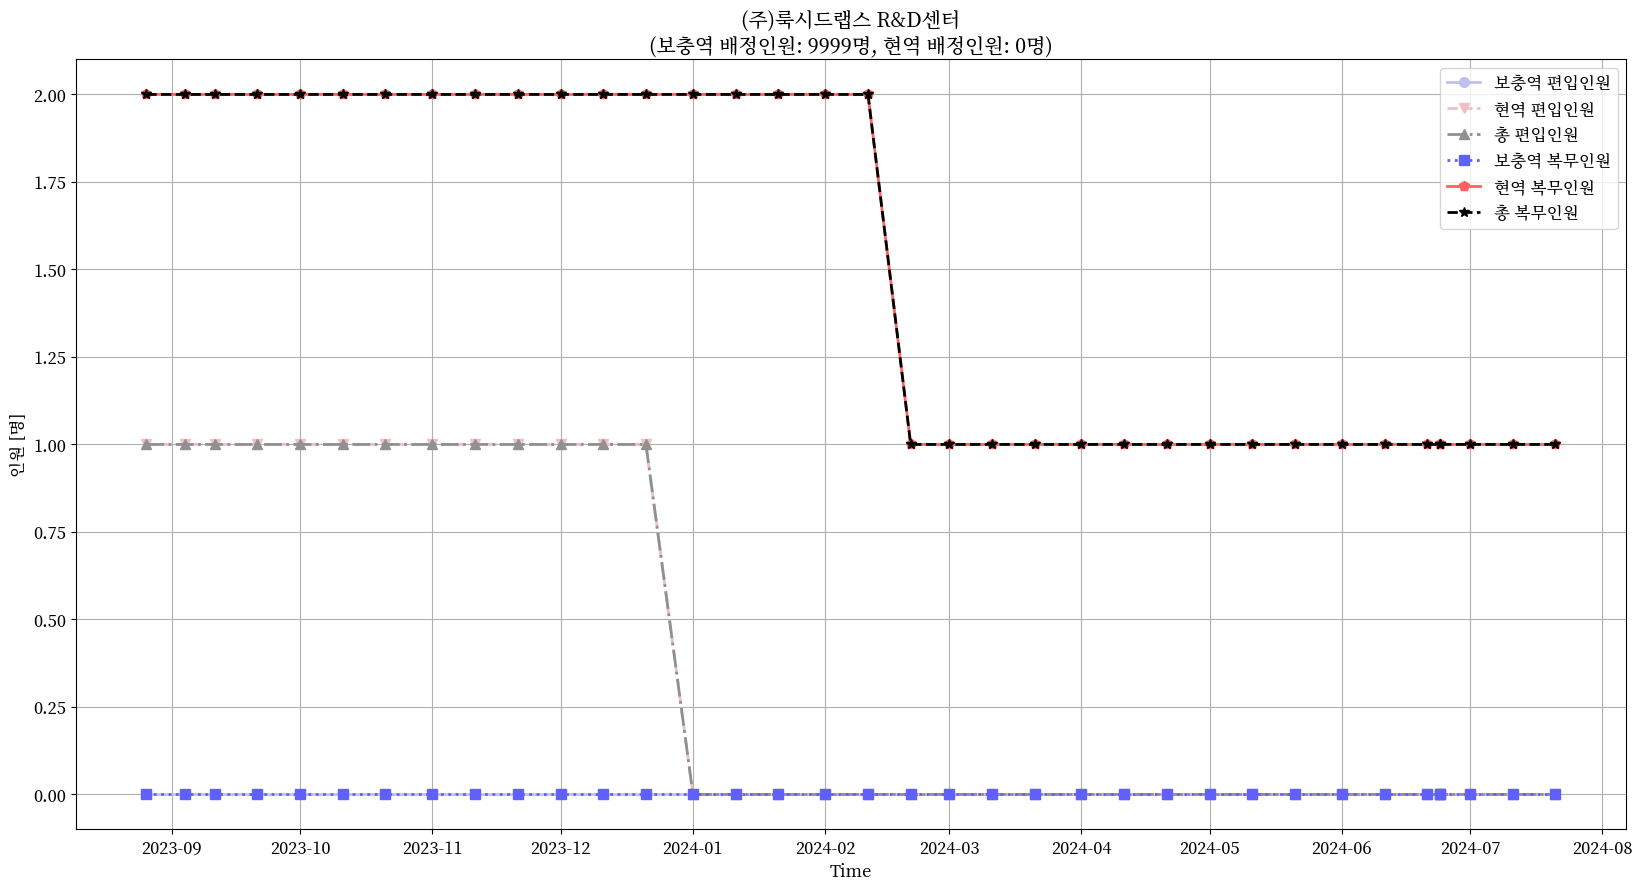 (주)룩시드랩스 R&D센터
(보충역 배정인원: 9999명, 현역 배정인원: 0명)
보충역 편입인원
현역 편입인원
총 편입인원
보충역 복무인원
현역 복무인원
총 복무인원
인원 [명]
2.00
1.75
1.50
1.25
1.00
0.75
0.50
0.25
0.00
2023-09 2023-10 2023-11 2023-12 2024-01 2024-02 2024-03 2024-04 2024-05 2024-06 2024-07 2024-08
Time